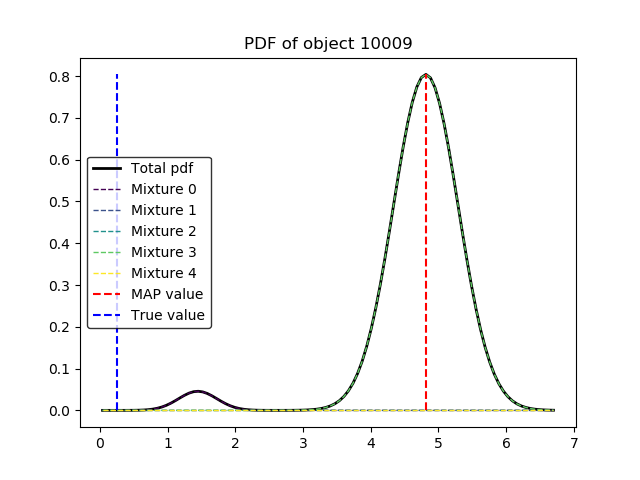 PDF of object 10009
0.8
0.7
0.6
0.5
0.4
0.3
0.2
0.1
0.0
Total pdf
Mixture 0
Mixture 1
Mixture 2
Mixture 3
Mixture 4
MAP value
True value
0 1 2 3 4 5 6 7